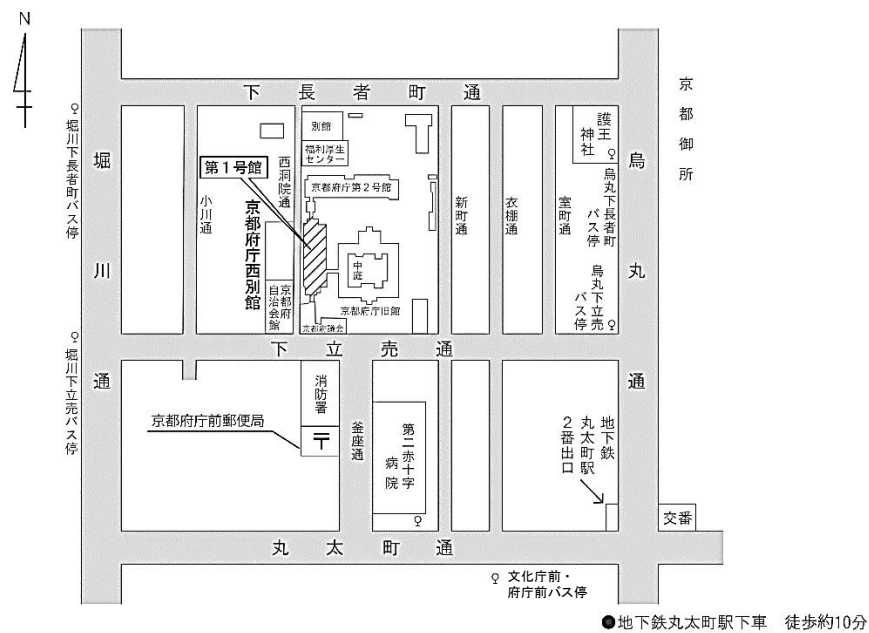 N
下長者町通
京都御所
堀川下長者町バス停
堀川通
別館
福利厚生
センター
護王
神社
烏丸通
西洞院通
第1号館
京都府庁第2号館
小川通
京都府庁西別館
新町通
衣棚通
室町通
烏丸下長者町
バス停
中庭
烏丸下立売
バス停
京都府
自治会館
京都府庁旧館
京都府議会
下立売通
堀川下立売バス停
消防署
京都府庁前郵便局
〒
釜座通
第二赤十字
病院
地下鉄
丸太町駅
2番出口
交番
丸太町通
文化庁前・
府庁前バス停
●地下鉄丸太町駅下車 徒歩約10分